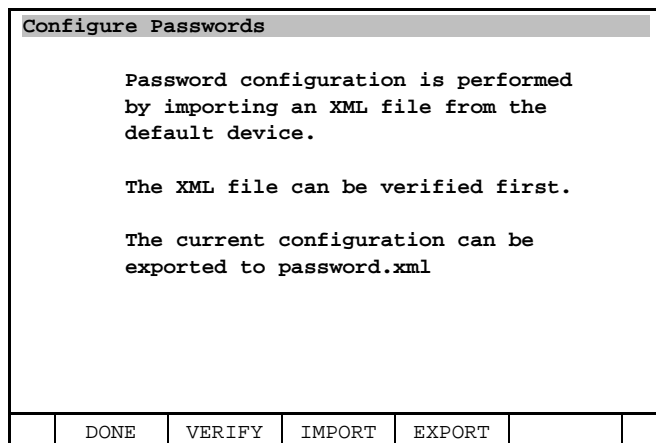 Configure Passwords
Password configuration is performed
by importing an XML file from the
default device.
The XML file can be verified first.
The current configuration can be
exported to password.xml
DONE VERIFY IMPORT EXPORT